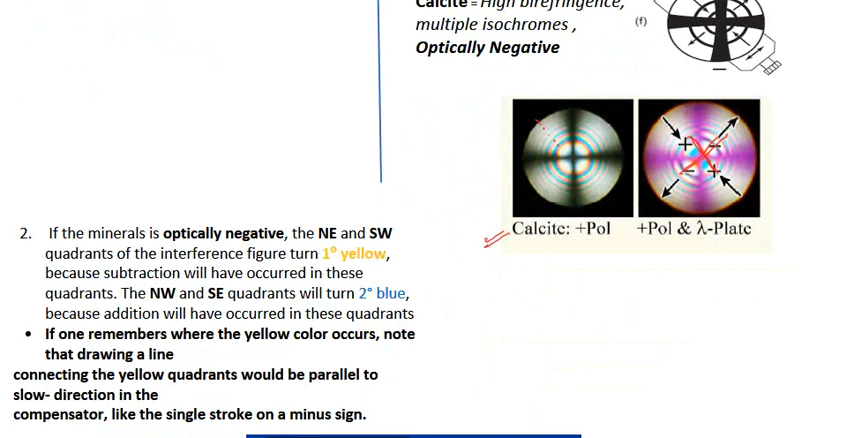 Calcite = High birefringence,
multiple isochromes ,
Optically Negative
(f)
+
−
−
+
Calcite: +Pol
+Pol & λ-Plate
2. If the minerals is optically negative, the NE and SW
quadrants of the interference figure turn 1° yellow,
because subtraction will have occurred in these
quadrants. The NW and SE quadrants will turn 2° blue,
because addition will have occurred in these quadrants
• If one remembers where the yellow color occurs, note
that drawing a line
connecting the yellow quadrants would be parallel to
slow- direction in the
compensator, like the single stroke on a minus sign.